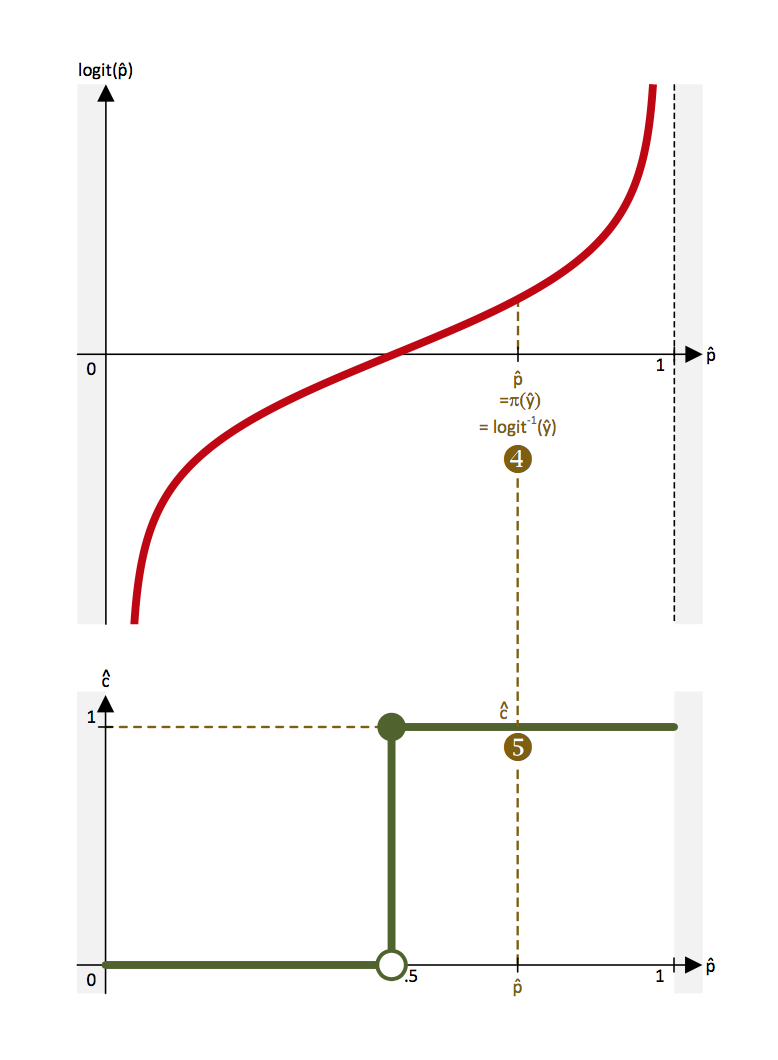 logit(p̂)
0
1
p̂
p̂
=π(ŷ)
= logit⁻¹(ŷ)
4
ĉ
1
ĉ
5
0
.5
p̂
1
p̂